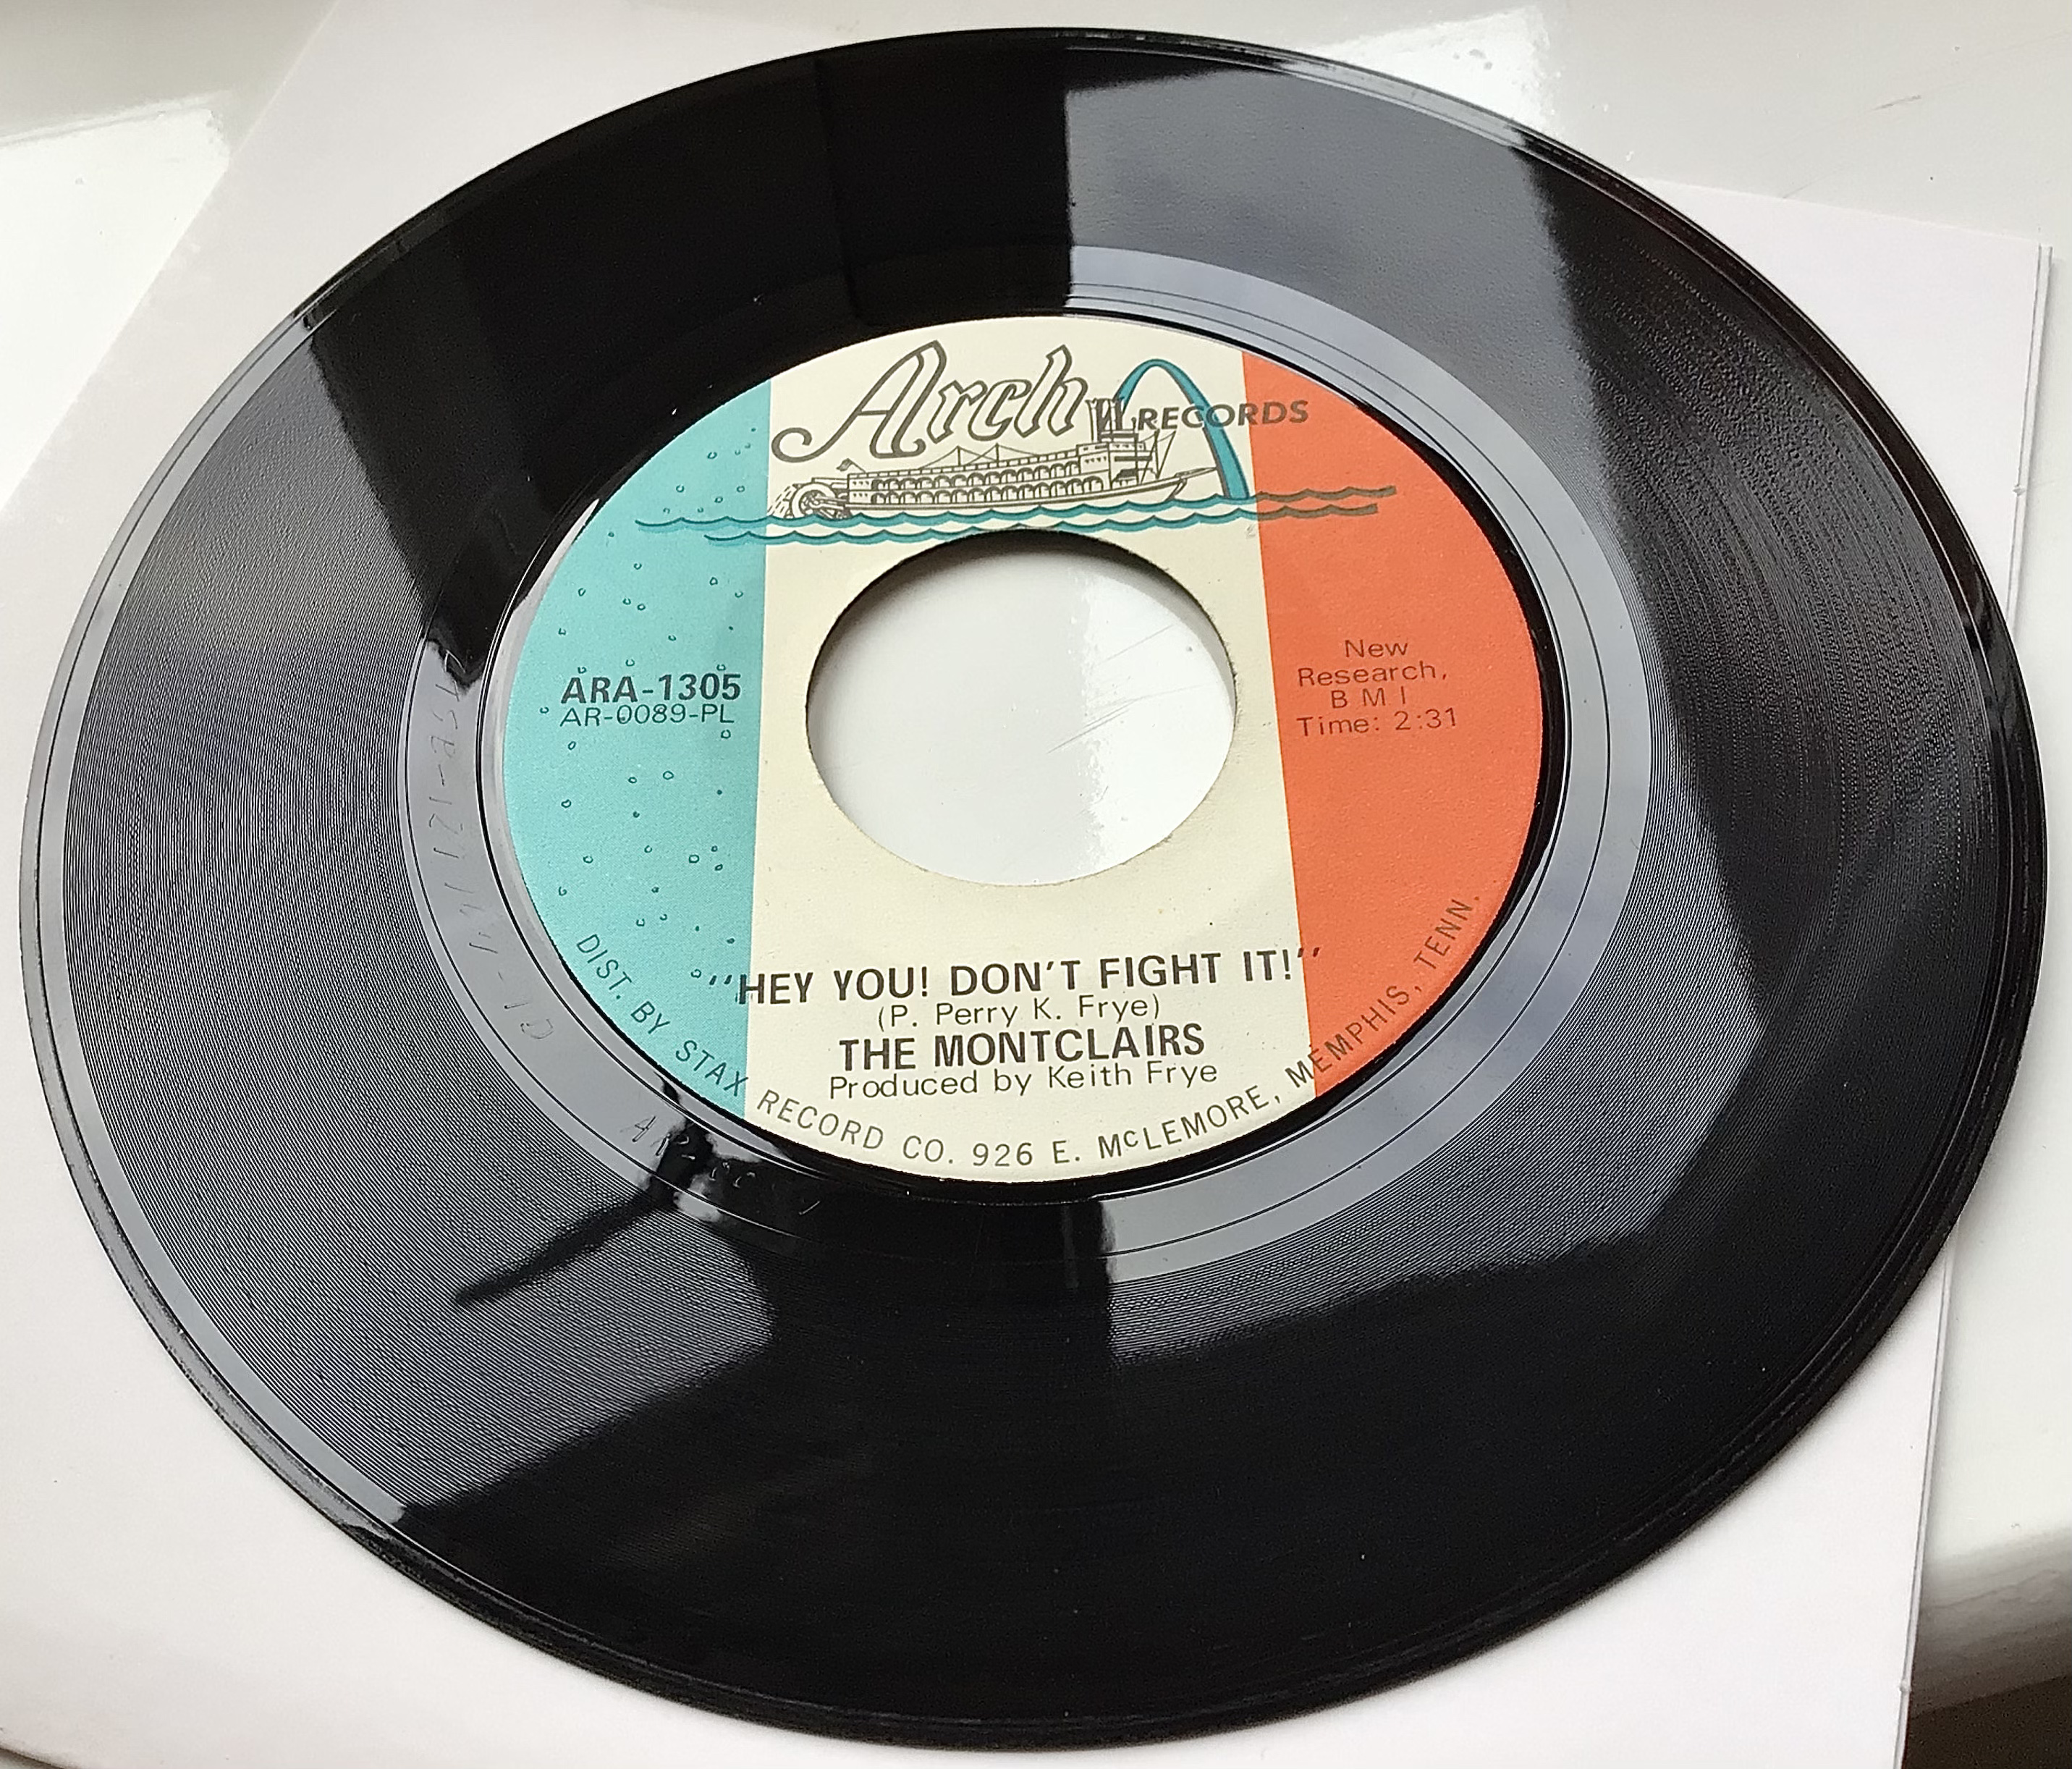 Arch RECORDS
ARA-1305
AR-0089-PL
New
Research,
B M I
Time: 2:31
"HEY YOU! DON'T FIGHT IT!"
(P. Perry K. Frye)
THE MONTCLAIRS
Produced by Keith Frye
DIST. BY STAX RECORD CO. 926 E. McLEMORE, MEMPHIS, TENN.